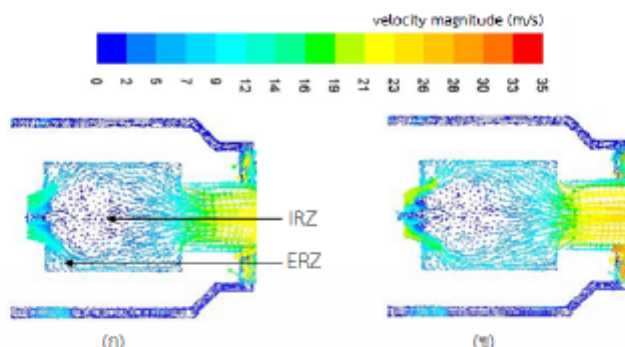 velocity magnitude (m/s)
0 2 5 7 9 12 14 16 19 21 23 26 28 30 33 35
IRZ
ERZ
(ก) (ข)